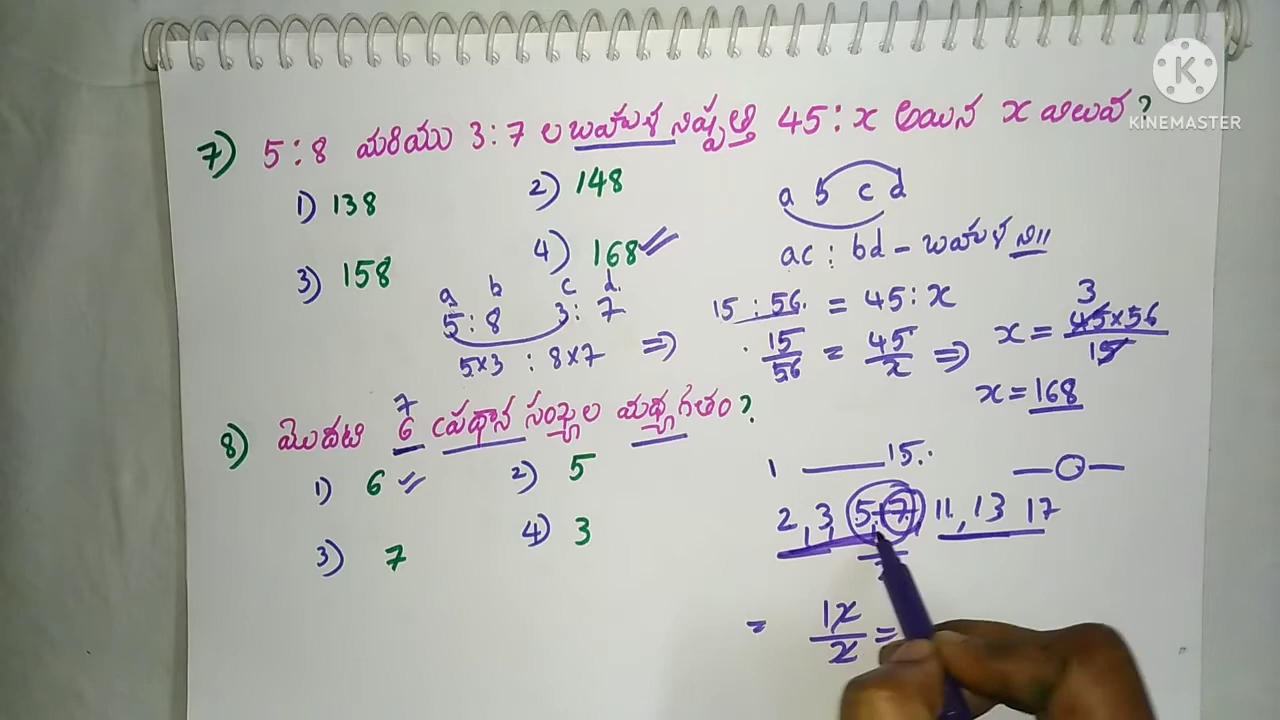 7) 5:8 మరియు 3:7 ల బహుళ నిష్పత్తి 45:x అయిన x విలువ?
1) 138
2) 148
3) 158
4) 168
a b c d
ac : bd - బహుళ ని॥
a b c d
5:8 3:7
5×3 : 8×7 ⇒
15 : 56 = 45:x
15/56 = 45/x ⇒
x = 45×56/15
3
x = 168
8) మొదటి 6 ప్రధాన సంఖ్యల మధ్యగతం?
7
1) 6
2) 5
3) 7
4) 3
1 — 15
2, 3, 5, 7, 11, 13 17
=
KINEMASTER